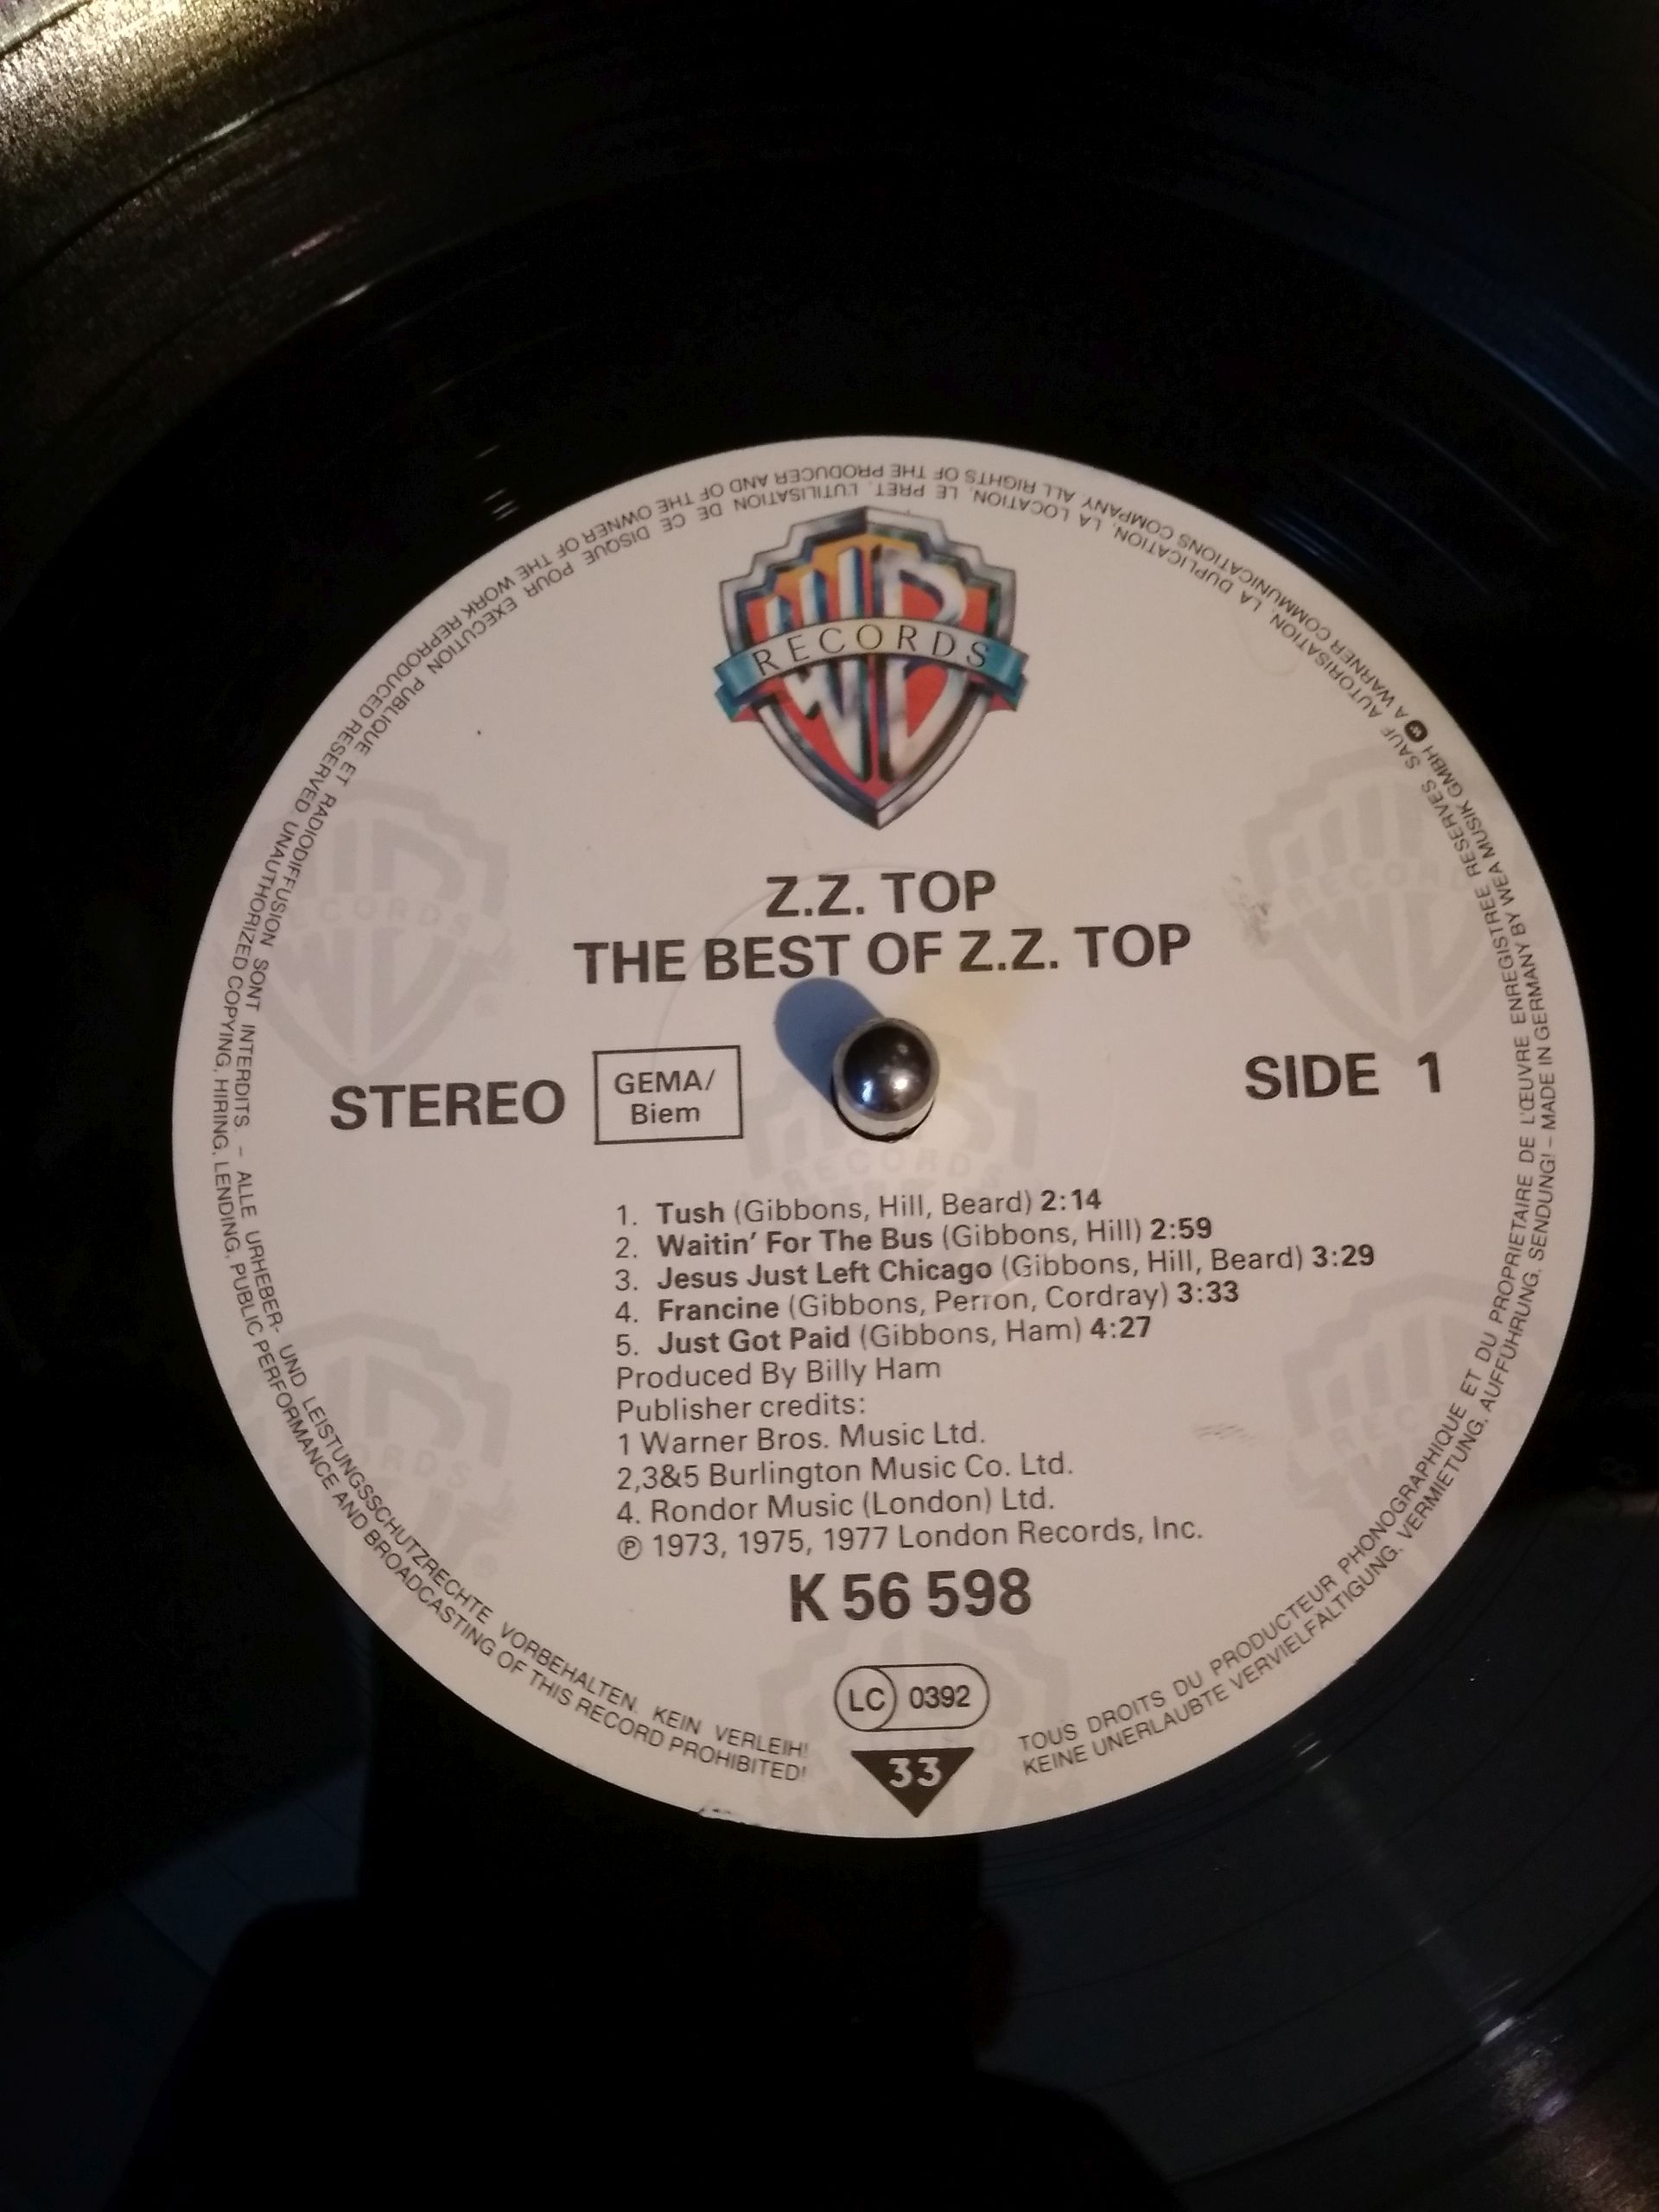 RECORDS
Z.Z. TOP
THE BEST OF Z.Z. TOP
STEREO
GEMA/
Biem
SIDE 1
1. Tush (Gibbons, Hill, Beard) 2:14
2. Waitin' For The Bus (Gibbons, Hill) 2:59
3. Jesus Just Left Chicago (Gibbons, Hill, Beard) 3:29
4. Francine (Gibbons, Perron, Cordray) 3:33
5. Just Got Paid (Gibbons, Ham) 4:27
Produced By Billy Ham
Publisher credits:
1 Warner Bros. Music Ltd.
2,3&5 Burlington Music Co. Ltd.
4. Rondor Music (London) Ltd.
℗ 1973, 1975, 1977 London Records, Inc.
K 56 598
LC 0392
33
TOUS DROITS DU PRODUCTEUR PHONOGRAPHIQUE ET DU PROPRIETAIRE DE L'ŒUVRE ENREGISTREE RESERVES. SAUF AUTORISATION, LA DUPLICATION, LA LOCATION, LE PRET, L'UTILISATION DE CE DISQUE POUR EXECUTION PUBLIQUE ET RADIODIFFUSION SONT INTERDITS. – ALLE URHEBER- UND LEISTUNGSSCHUTZRECHTE VORBEHALTEN. KEIN VERLEIH!
KEINE UNERLAUBTE VERVIELFÄLTIGUNG, VERMIETUNG, AUFFÜHRUNG, SENDUNG! – MADE IN GERMANY BY WEA MUSIK GMBH A WARNER COMMUNICATIONS COMPANY. ALL RIGHTS OF THE PRODUCER AND OF THE OWNER OF THE WORK REPRODUCED RESERVED UNAUTHORIZED COPYING, HIRING, LENDING, PUBLIC PERFORMANCE AND BROADCASTING OF THIS RECORD PROHIBITED!